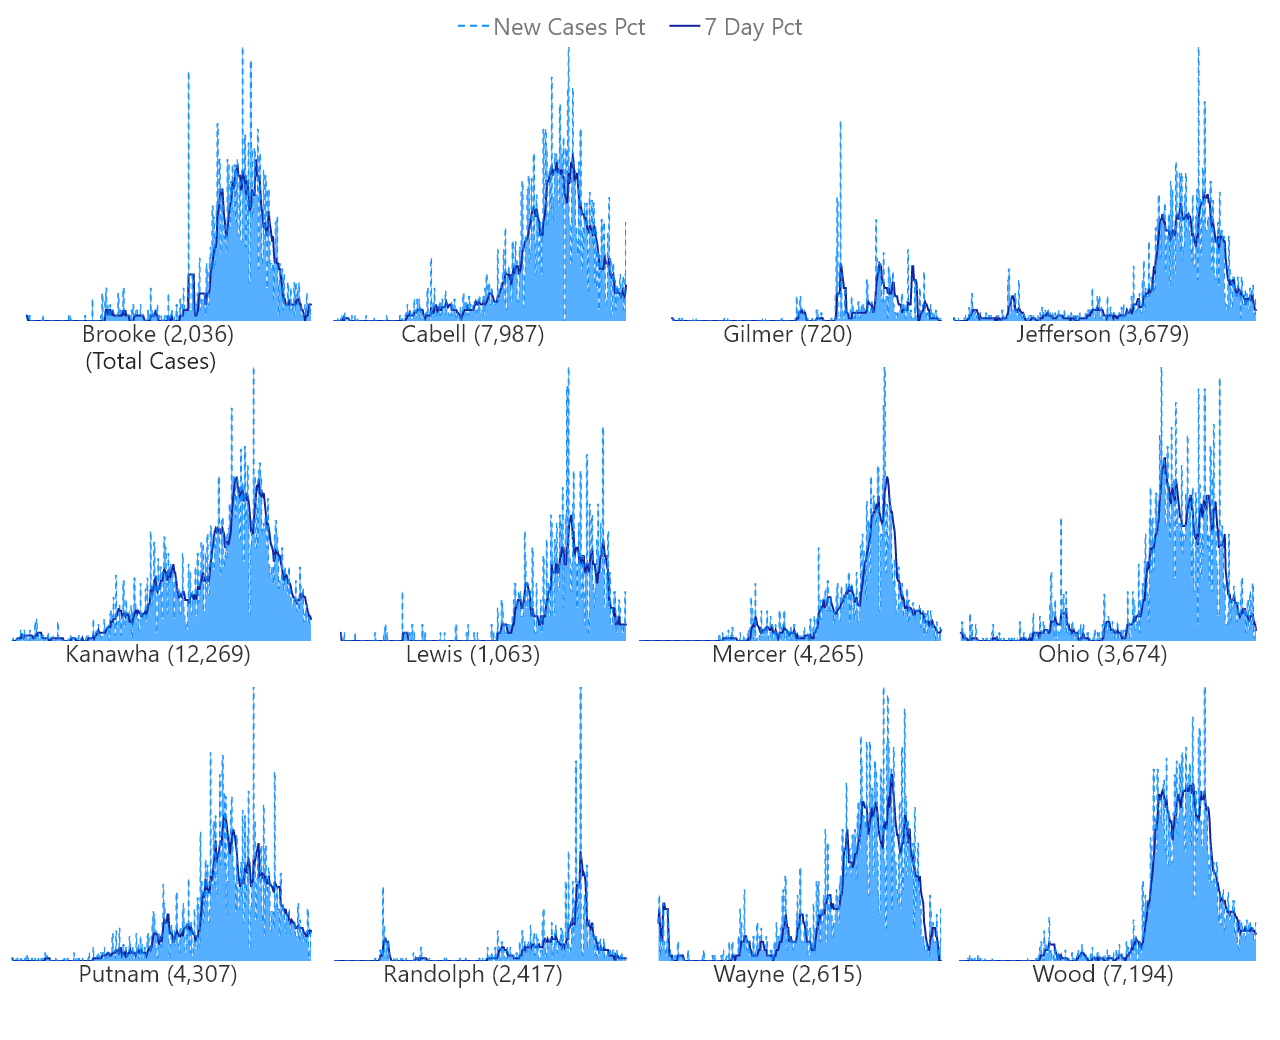 New Cases Pct 7 Day Pct
Brooke (2,036) Cabell (7,987) Gilmer (720) Jefferson (3,679)
(Total Cases)
Kanawha (12,269) Lewis (1,063) Mercer (4,265) Ohio (3,674)
Putnam (4,307) Randolph (2,417) Wayne (2,615) Wood (7,194)